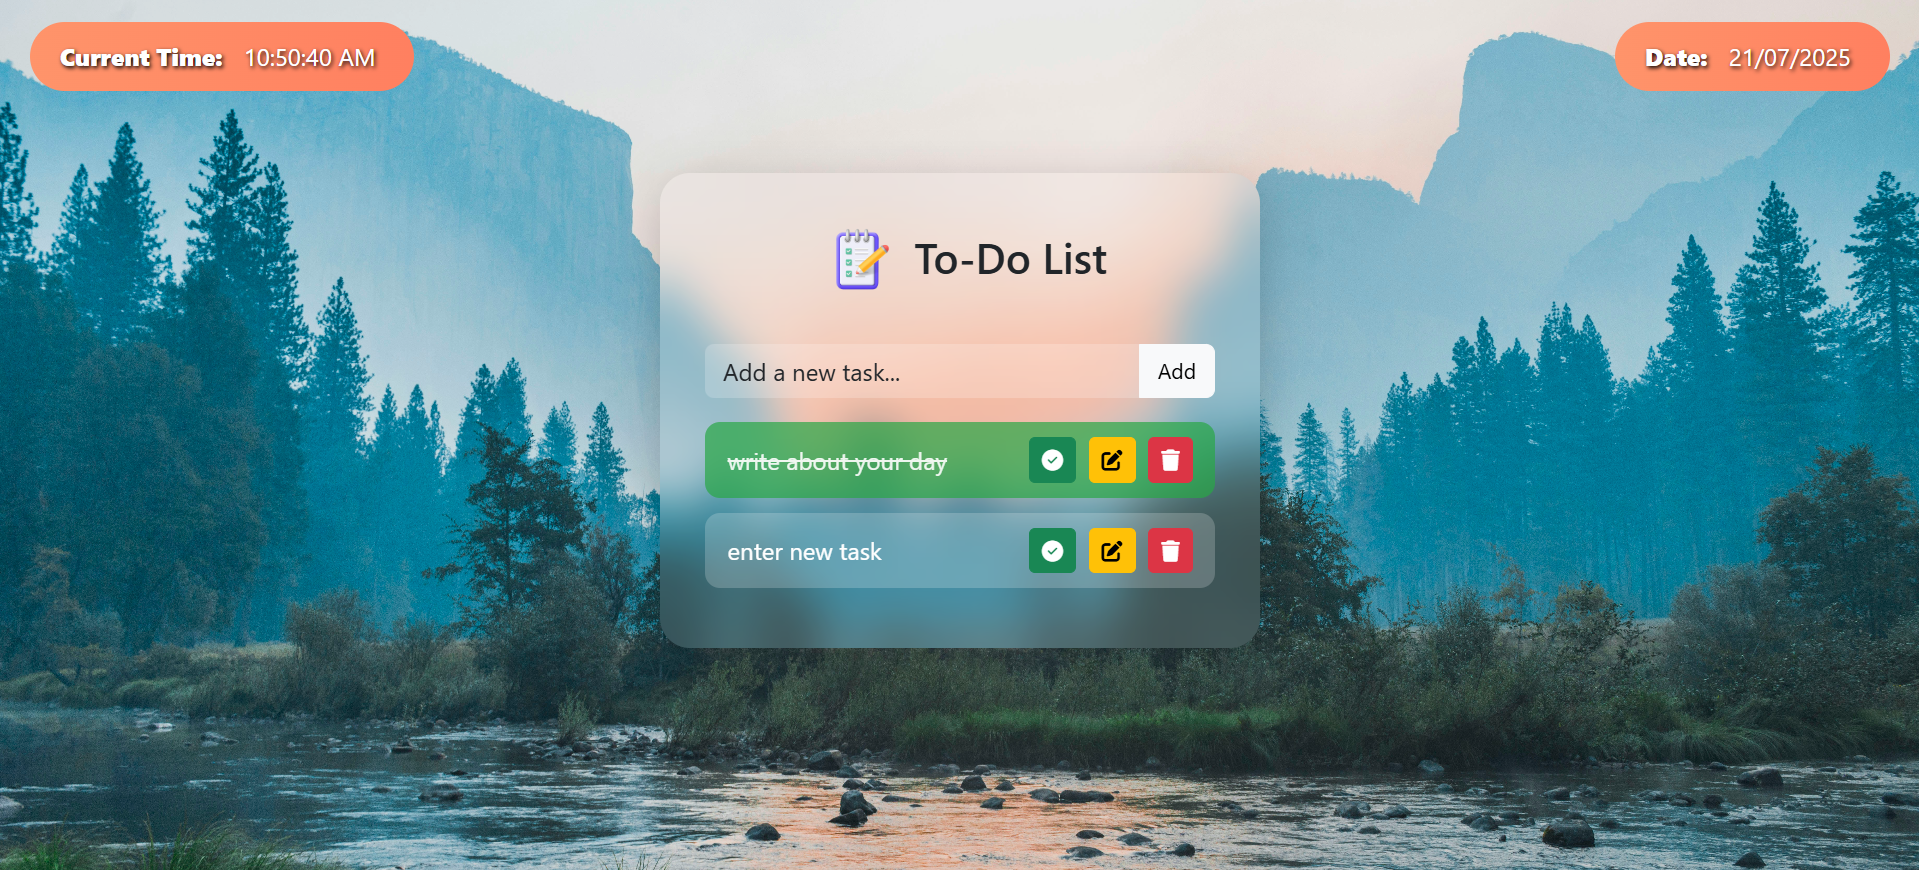 Current Time: 10:50:40 AM
Date: 21/07/2025
To-Do List
Add a new task...
Add
write about your day
enter new task